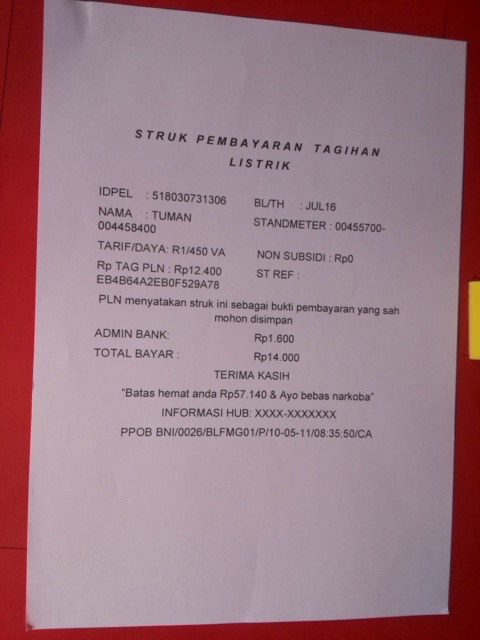 STRUK PEMBAYARAN TAGIHAN
LISTRIK
IDPEL : 518030731306 BL/TH : JUL16
NAMA : TUMAN STANDMETER : 00455700-
004458400
TARIF/DAYA: R1/450 VA NON SUBSIDI : Rp0
Rp TAG PLN : Rp12.400 ST REF :
EB4B64A2EB0F529A78
PLN menyatakan struk ini sebagai bukti pembayaran yang sah
mohon disimpan
ADMIN BANK: Rp1.600
TOTAL BAYAR : Rp14.000
TERIMA KASIH
“Batas hemat anda Rp57.140 & Ayo bebas narkoba”
INFORMASI HUB: XXXX-XXXXXXX
PPOB BNI/0026/BLFMG01/P/10-05-11/08:35:50/CA